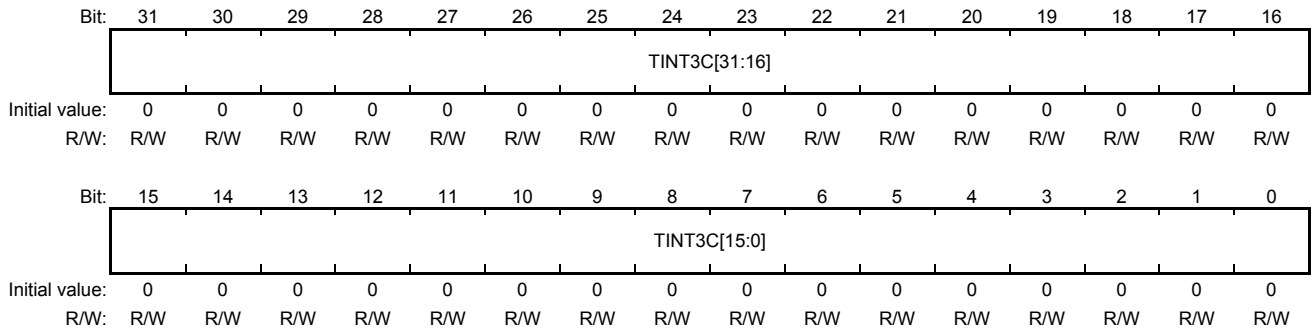 Bit: 31 30 29 28 27 26 25 24 23 22 21 20 19 18 17 16
TINT3C[31:16]
Initial value: 0 0 0 0 0 0 0 0 0 0 0 0 0 0 0 0
R/W: R/W R/W R/W R/W R/W R/W R/W R/W R/W R/W R/W R/W R/W R/W R/W R/W
Bit: 15 14 13 12 11 10 9 8 7 6 5 4 3 2 1 0
TINT3C[15:0]
Initial value: 0 0 0 0 0 0 0 0 0 0 0 0 0 0 0 0
R/W: R/W R/W R/W R/W R/W R/W R/W R/W R/W R/W R/W R/W R/W R/W R/W R/W